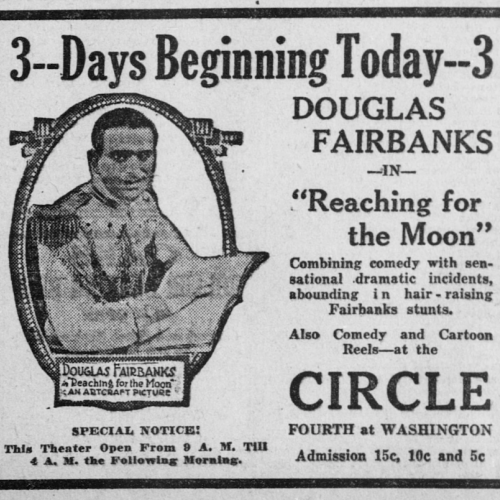 3--Days Beginning Today--3
DOUGLAS
FAIRBANKS
—IN—
"Reaching for
the Moon"
Combining comedy with sen-
sational dramatic incidents,
abounding in hair-raising
Fairbanks stunts.
Also Comedy and Cartoon
Reels—at the
CIRCLE
FOURTH at WASHINGTON
Admission 15c, 10c and 5c
DOUGLAS FAIRBANKS
in "Reaching for the Moon"
AN ARTCRAFT PICTURE
SPECIAL NOTICE!
This Theater Open From 9 A. M. Till
4 A. M. the Following Morning.